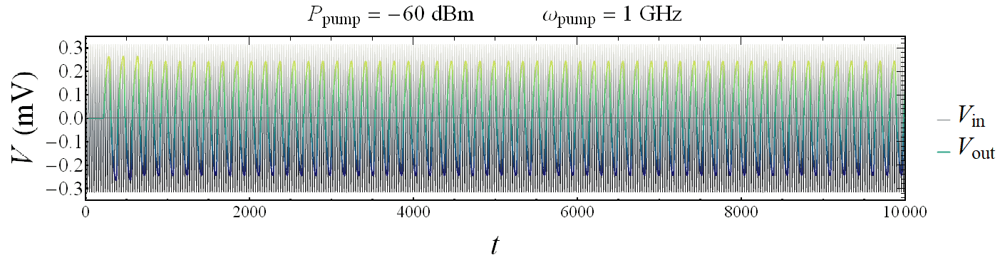 P_pump = −60 dBm ω_pump = 1 GHz
V (mV)
0.3
0.2
0.1
0.0
−0.1
−0.2
−0.3
0 2000 4000 6000 8000 10 000
t
V_in
V_out